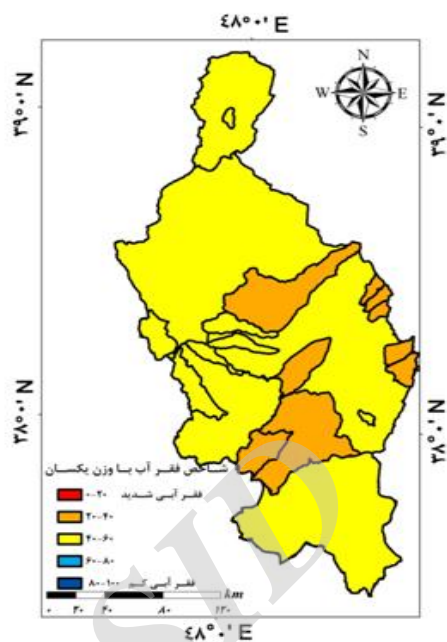 ۴۸°۰' E
N
W E
S
۳۹°۰' N
۳۹°۰' N
۳۸°۰' N
۳۸°۰' N
شاخص فقر آب با وزن یکسان
۰-۲۰ فقر آبی شدید
۲۰-۴۰
۴۰-۶۰
۶۰-۸۰
۸۰-۱۰۰ فقر آبی کم
km
۰ ۲۰ ۴۰ ۸۰ ۱۲۰
۴۸°۰' E
SID